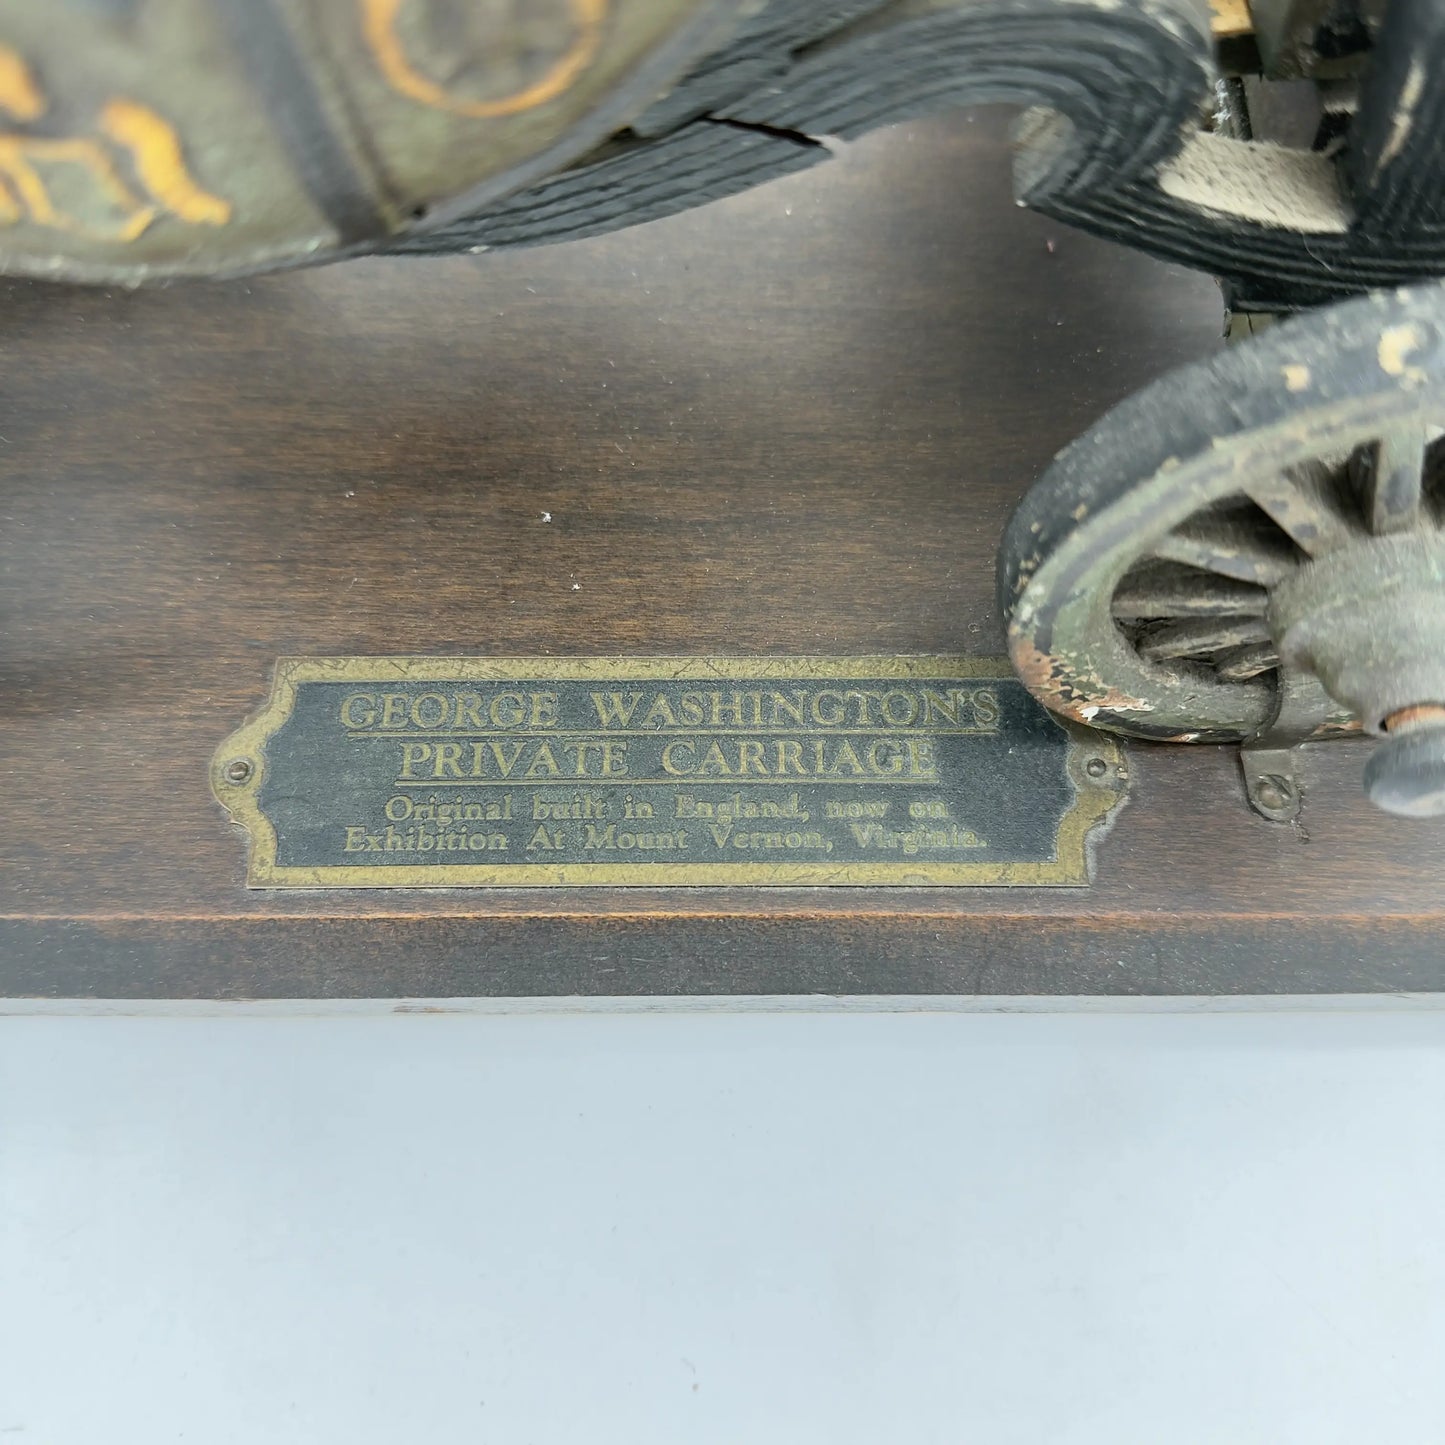 GEORGE WASHINGTON'S
PRIVATE CARRIAGE
Original built in England, now on
Exhibition At Mount Vernon, Virginia.